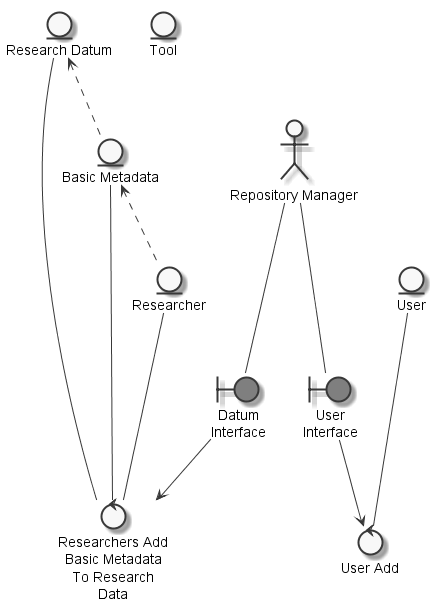 Research Datum
Tool
Basic Metadata
Repository Manager
Researcher
User
Datum
Interface
User
Interface
Researchers Add
Basic Metadata
To Research
Data
User Add